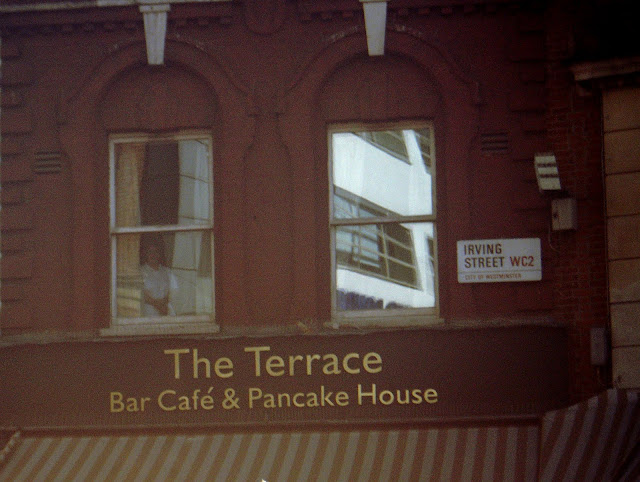 IRVING
STREET WC2
CITY OF WESTMINSTER
The Terrace
Bar Café & Pancake House